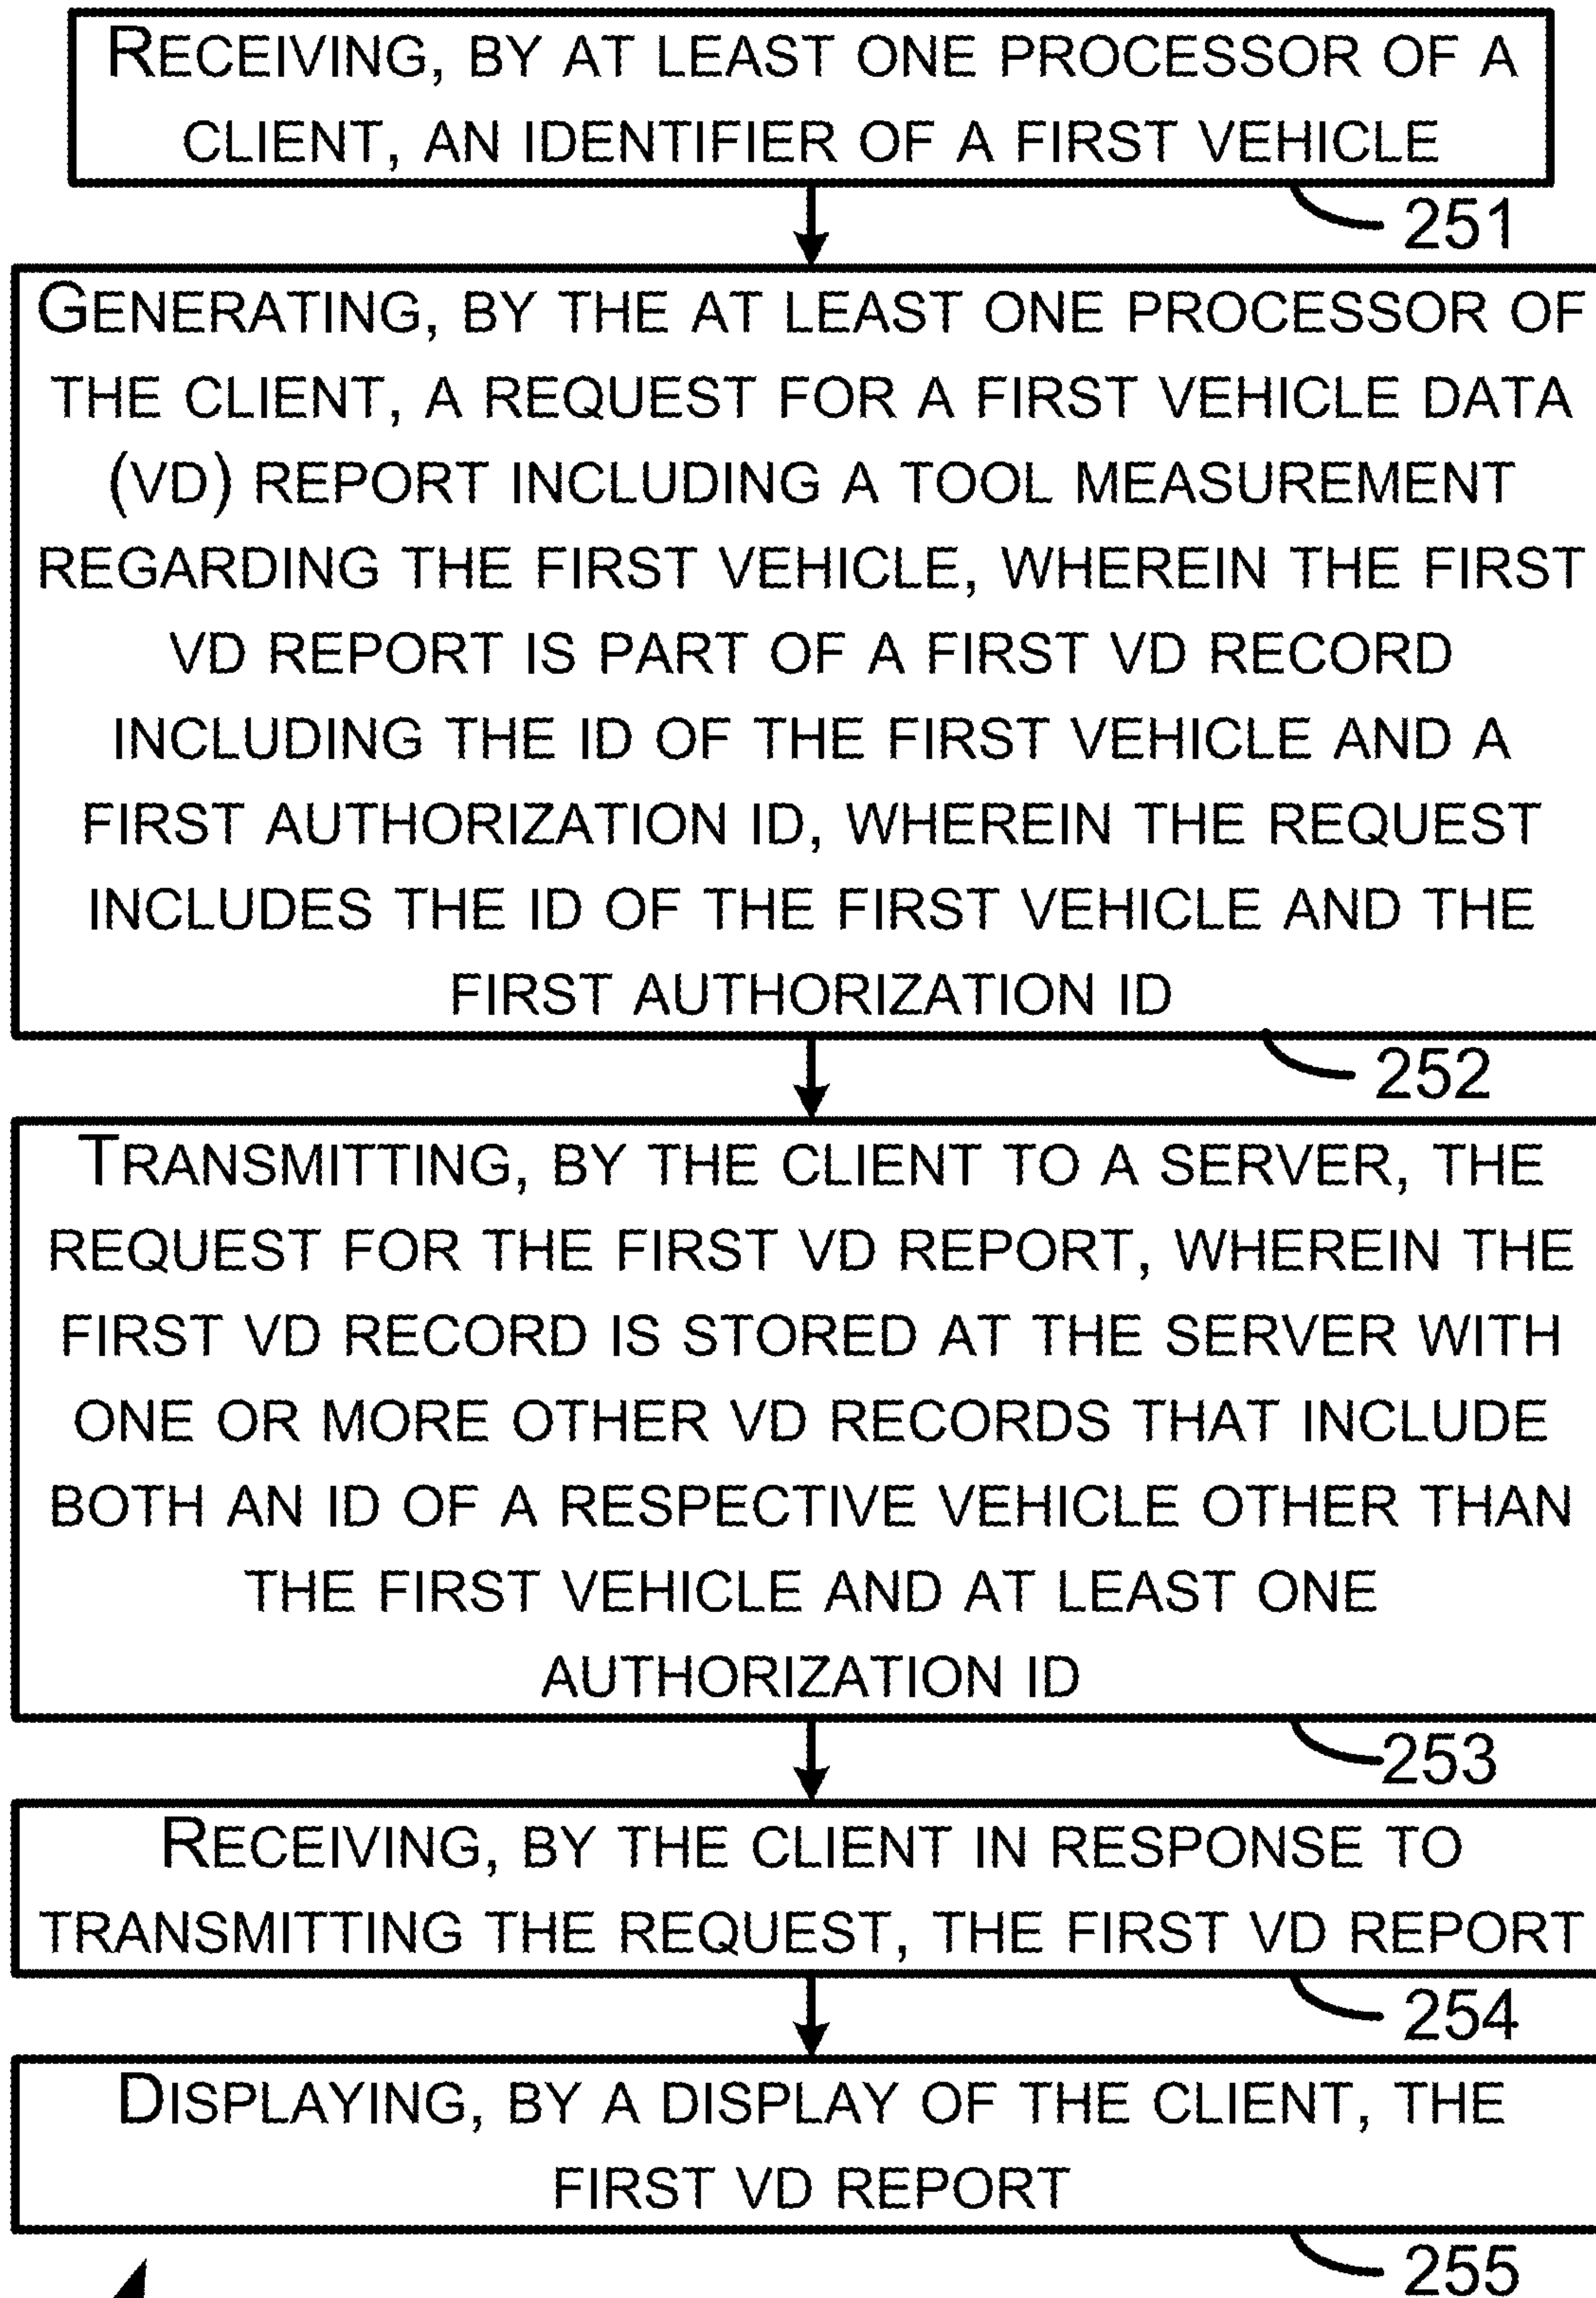 RECEIVING, BY AT LEAST ONE PROCESSOR OF A
CLIENT, AN IDENTIFIER OF A FIRST VEHICLE
251
GENERATING, BY THE AT LEAST ONE PROCESSOR OF
THE CLIENT, A REQUEST FOR A FIRST VEHICLE DATA
(VD) REPORT INCLUDING A TOOL MEASUREMENT
REGARDING THE FIRST VEHICLE, WHEREIN THE FIRST
VD REPORT IS PART OF A FIRST VD RECORD
INCLUDING THE ID OF THE FIRST VEHICLE AND A
FIRST AUTHORIZATION ID, WHEREIN THE REQUEST
INCLUDES THE ID OF THE FIRST VEHICLE AND THE
FIRST AUTHORIZATION ID
252
TRANSMITTING, BY THE CLIENT TO A SERVER, THE
REQUEST FOR THE FIRST VD REPORT, WHEREIN THE
FIRST VD RECORD IS STORED AT THE SERVER WITH
ONE OR MORE OTHER VD RECORDS THAT INCLUDE
BOTH AN ID OF A RESPECTIVE VEHICLE OTHER THAN
THE FIRST VEHICLE AND AT LEAST ONE
AUTHORIZATION ID
253
RECEIVING, BY THE CLIENT IN RESPONSE TO
TRANSMITTING THE REQUEST, THE FIRST VD REPORT
254
DISPLAYING, BY A DISPLAY OF THE CLIENT, THE
FIRST VD REPORT
255